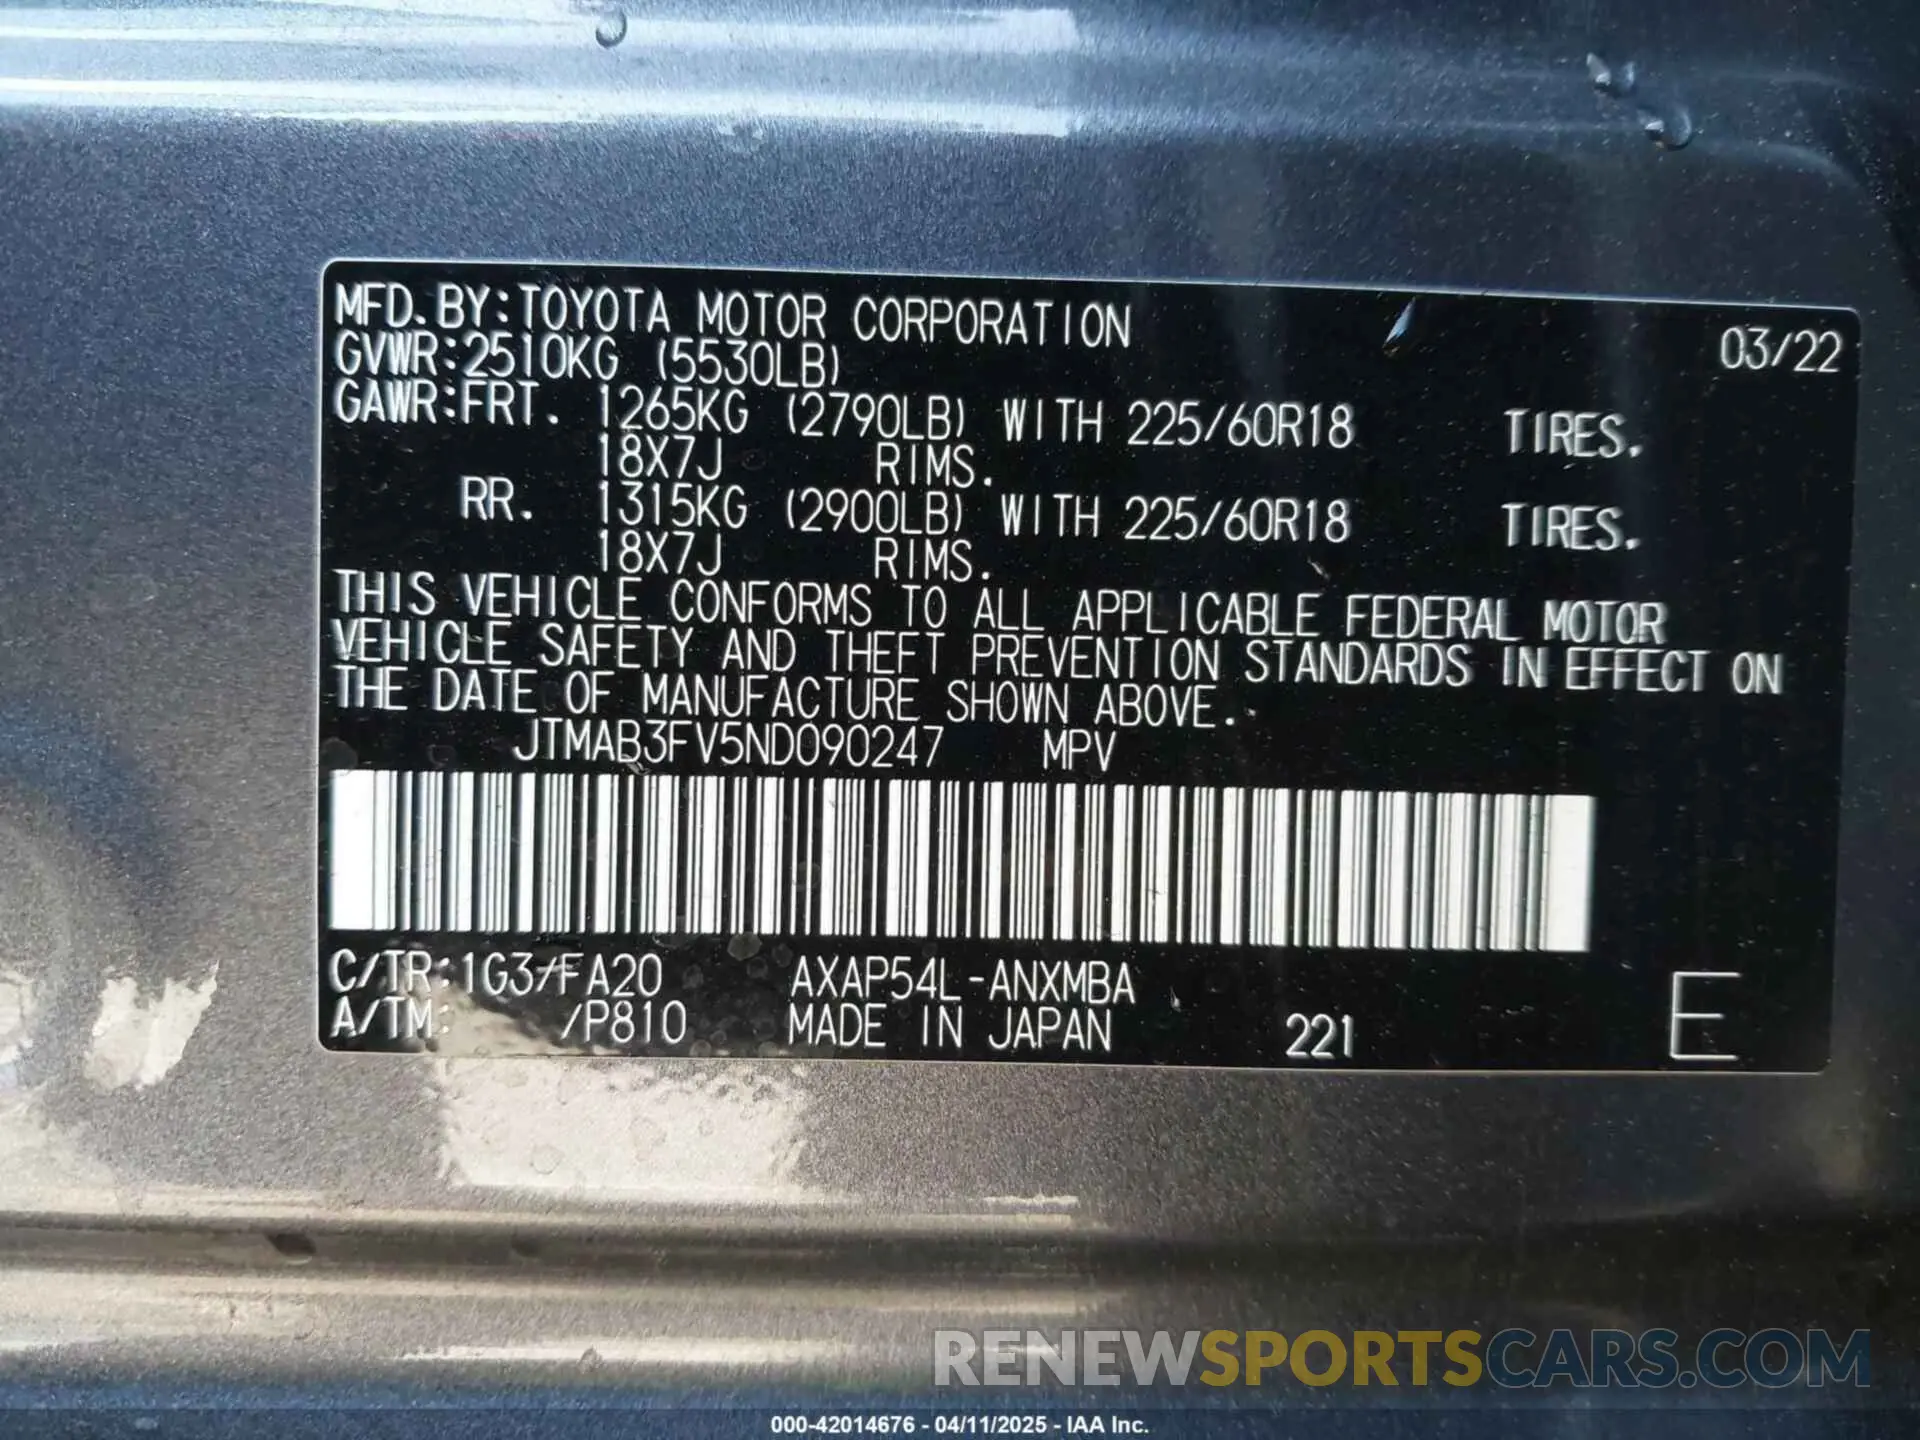 MFD.BY:TOYOTA MOTOR CORPORATION 03/22
GVWR:2510KG (5530LB)
GAWR:FRT. 1265KG (2790LB) WITH 225/60R18 TIRES.
18X7J RIMS.
RR. 1315KG (2900LB) WITH 225/60R18 TIRES.
18X7J RIMS.
THIS VEHICLE CONFORMS TO ALL APPLICABLE FEDERAL MOTOR
VEHICLE SAFETY AND THEFT PREVENTION STANDARDS IN EFFECT ON
THE DATE OF MANUFACTURE SHOWN ABOVE.
JTMAB3FV5ND090247 MPV
C/TR:1G3/FA20 AXAP54L-ANXMBA E
A/TM: /P810 MADE IN JAPAN 221
RENEWSPORTSCARS.COM
000-42014676 - 04/11/2025 - IAA Inc.